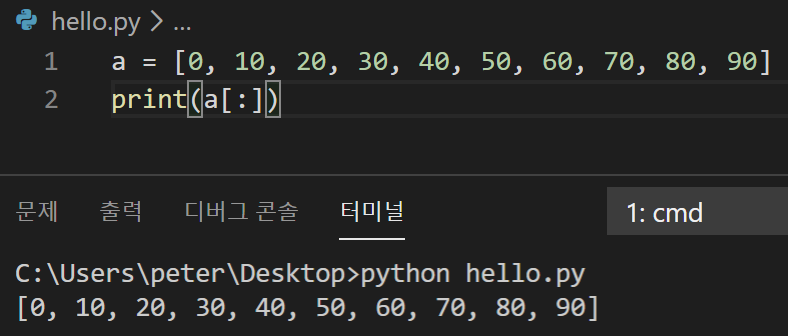 hello.py > ...
1 a = [0, 10, 20, 30, 40, 50, 60, 70, 80, 90]
2 print(a[:])
문제 출력 디버그 콘솔 터미널 1: cmd
C:\Users\peter\Desktop>python hello.py
[0, 10, 20, 30, 40, 50, 60, 70, 80, 90]